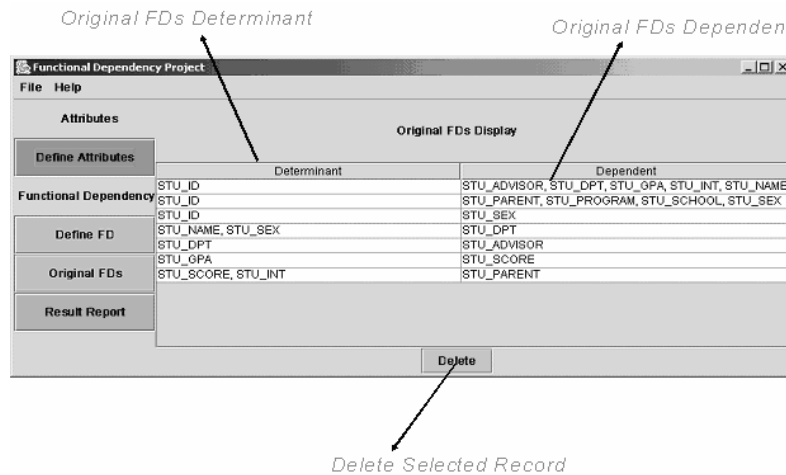 Original FDs Determinant
Original FDs Dependen
Functional Dependency Project
File Help
Attributes
Original FDs Display
Define Attributes
Determinant Dependent
STU_ID STU_ADVISOR, STU_DPT, STU_GPA, STU_INT, STU_NAME
Functional Dependency
STU_ID STU_PARENT, STU_PROGRAM, STU_SCHOOL, STU_SEX
STU_ID STU_SEX
STU_NAME, STU_SEX STU_DPT
Define FD
STU_DPT STU_ADVISOR
STU_GPA STU_SCORE
Original FDs
STU_SCORE, STU_INT STU_PARENT
Result Report
Delete
Delete Selected Record